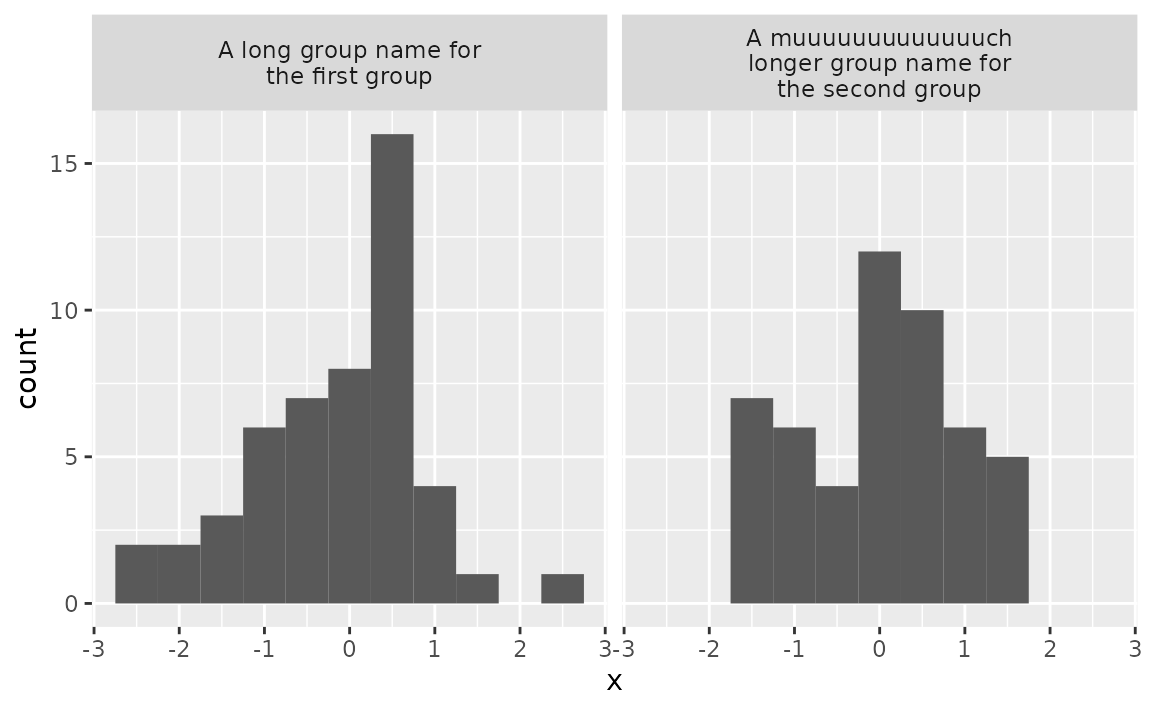 A long group name for
the first group
A muuuuuuuuuuuuuch
longer group name for
the second group
15
10
5
0
count
-3 -2 -1 0 1 2 3
-3 -2 -1 0 1 2 3
x